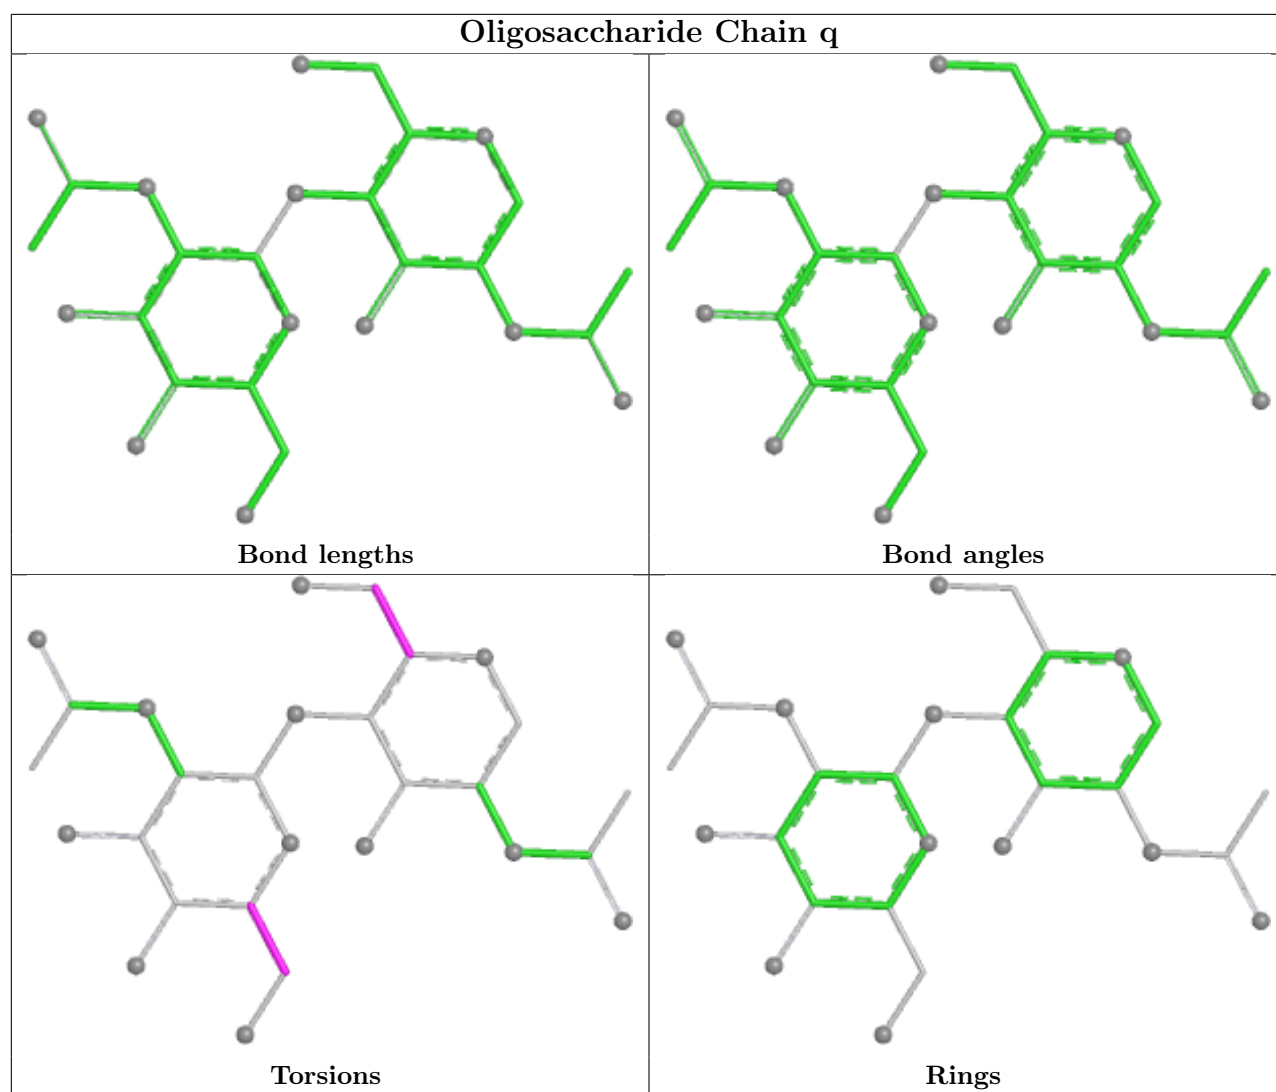 Oligosaccharide Chain q
Bond lengths
Bond angles
Torsions
Rings